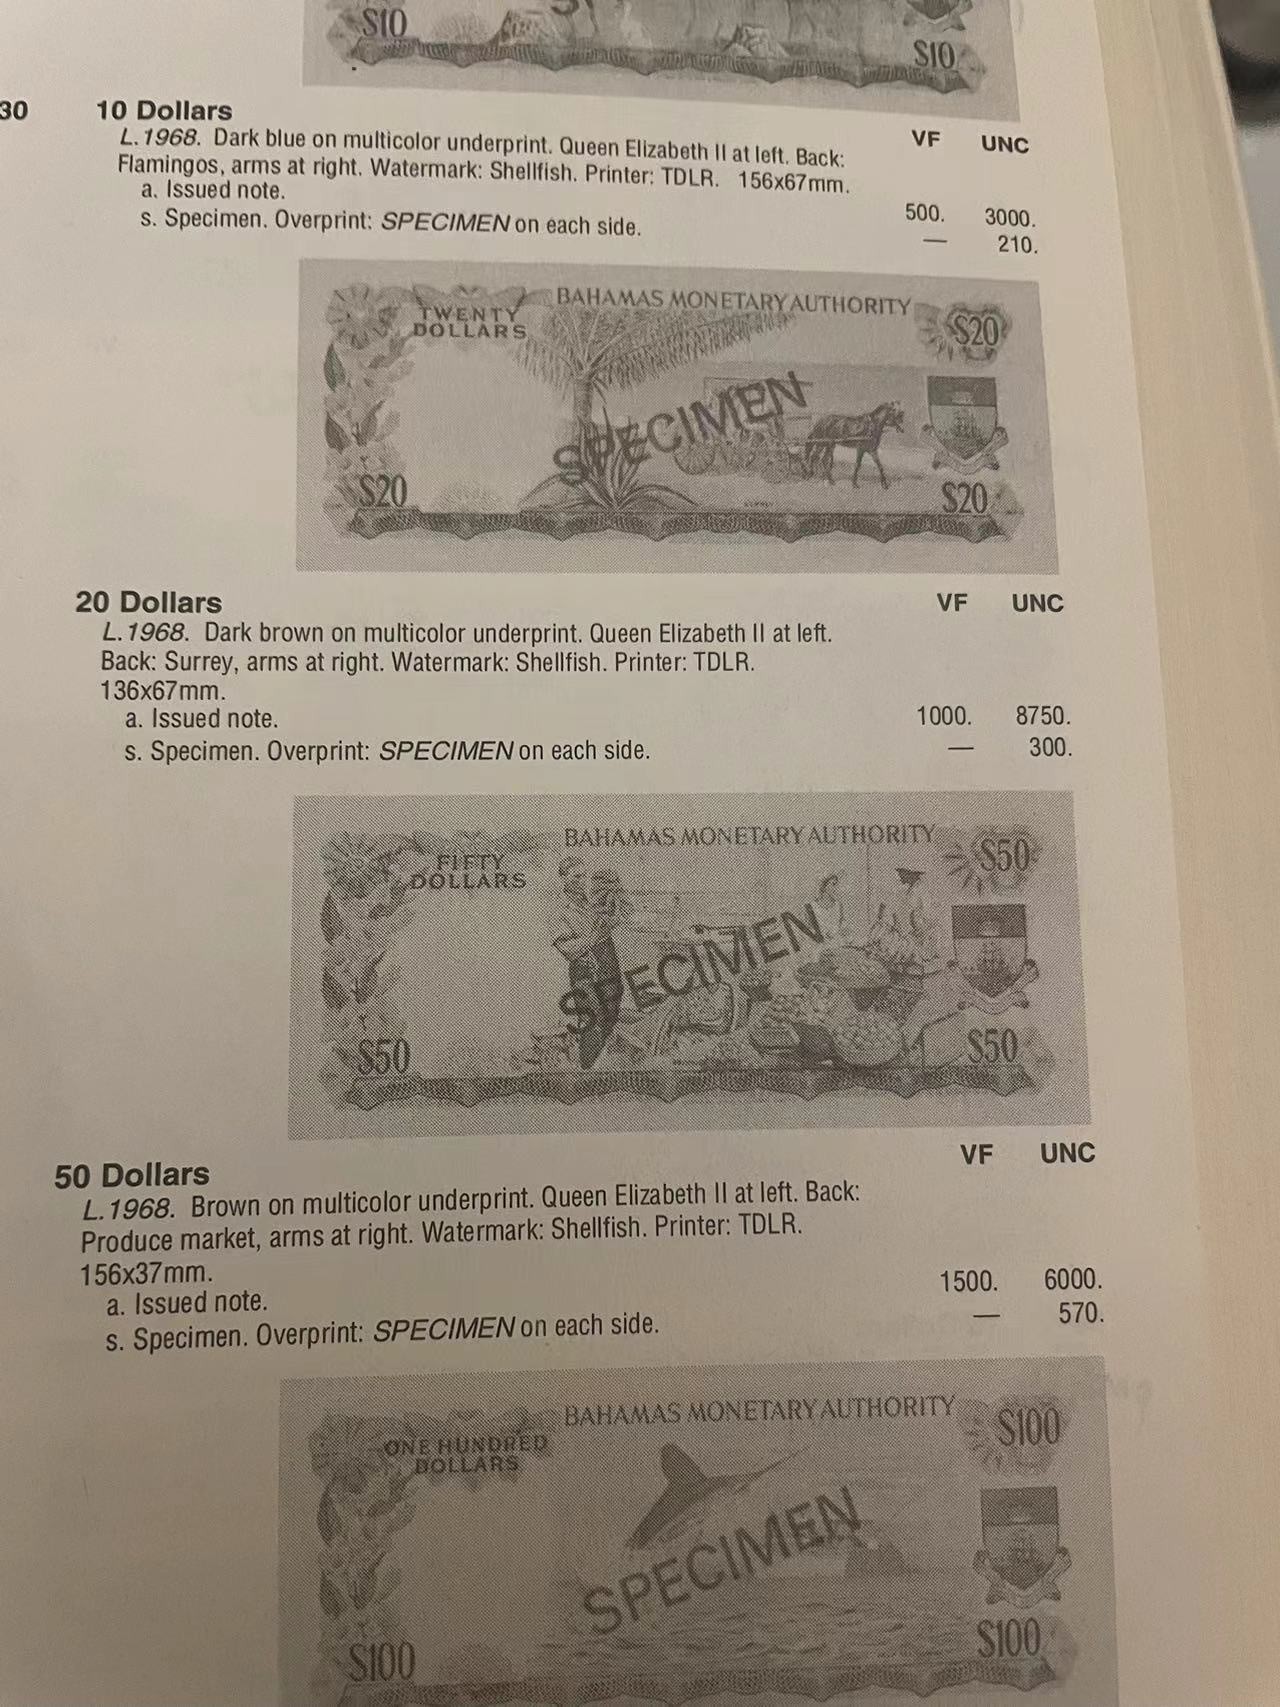 $10
$10
30
10 Dollars
VF UNC
L.1968. Dark blue on multicolor underprint. Queen Elizabeth II at left. Back:
Flamingos, arms at right. Watermark: Shellfish. Printer: TDLR. 156x67mm.
a. Issued note. 500. 3000.
s. Specimen. Overprint: SPECIMEN on each side. — 210.
BAHAMAS MONETARY AUTHORITY
TWENTY
DOLLARS
$20
SPECIMEN
$20
$20
20 Dollars VF UNC
L.1968. Dark brown on multicolor underprint. Queen Elizabeth II at left.
Back: Surrey, arms at right. Watermark: Shellfish. Printer: TDLR.
136x67mm.
a. Issued note. 1000. 8750.
s. Specimen. Overprint: SPECIMEN on each side. — 300.
BAHAMAS MONETARY AUTHORITY
FIFTY
DOLLARS
$50
SPECIMEN
$50
$50
50 Dollars VF UNC
L.1968. Brown on multicolor underprint. Queen Elizabeth II at left. Back:
Produce market, arms at right. Watermark: Shellfish. Printer: TDLR.
156x37mm.
a. Issued note. 1500. 6000.
s. Specimen. Overprint: SPECIMEN on each side. — 570.
BAHAMAS MONETARY AUTHORITY
ONE HUNDRED
DOLLARS
$100
SPECIMEN
$100
$100